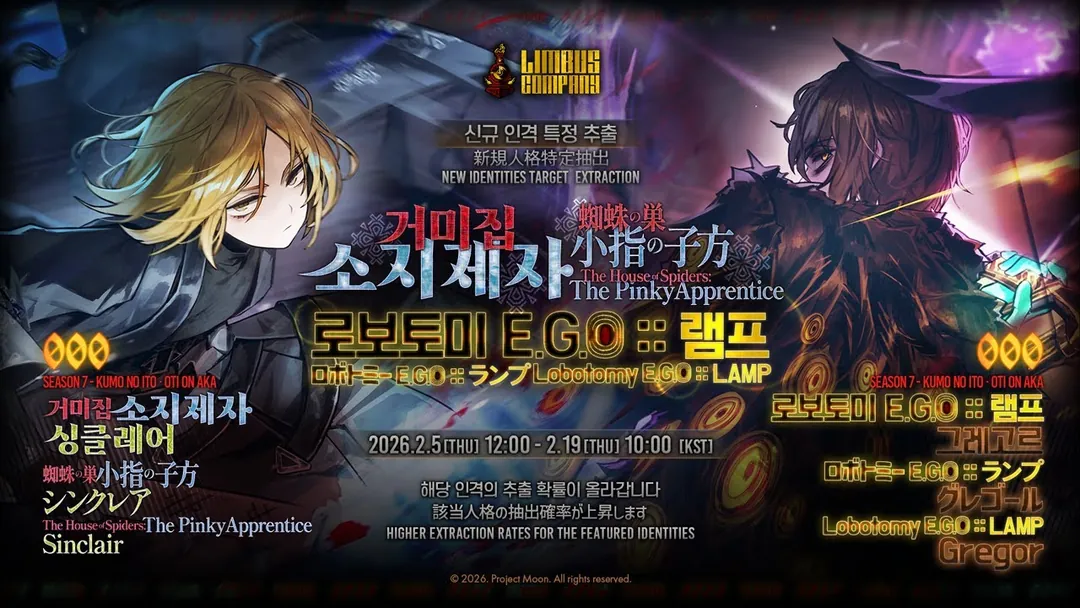 LIMBUS
COMPANY
신규 인격 특정 추출
新規人格特定抽出
NEW IDENTITIES TARGET EXTRACTION
거미집
소지 제자
蜘蛛の巣
小指の子方
The House of Spiders:
The Pinky Apprentice
로보토미 E.G.O :: 램프
ロボトミー E.G.O :: ランプ Lobotomy E.G.O :: LAMP
2026.2.5 [THU] 12:00 - 2.19 [THU] 10:00 [KST]
해당 인격의 추출 확률이 올라갑니다
該当人格の抽出確率が上昇します
HIGHER EXTRACTION RATES FOR THE FEATURED IDENTITIES
000
SEASON 7 - KUMO NO ITO - OTI ON AKA
거미집 소지 제자
싱클레어
蜘蛛の巣 小指の子方
シンクレア
The House of Spiders: The Pinky Apprentice
Sinclair
000
SEASON 7 - KUMO NO ITO - OTI ON AKA
로보토미 E.G.O :: 램프
그레고르
ロボトミー E.G.O :: ランプ
グレゴール
Lobotomy E.G.O :: LAMP
Gregor
© 2026. Project Moon. All rights reserved.